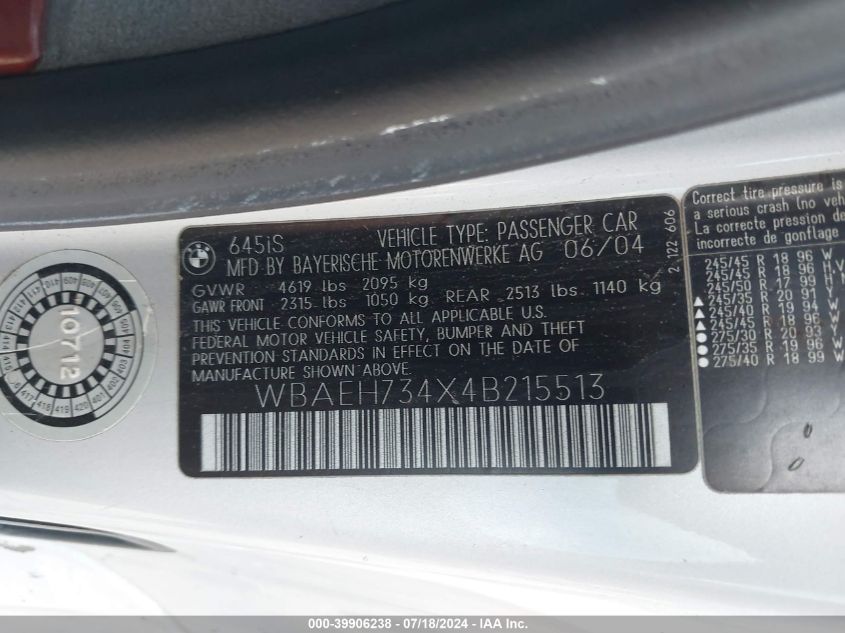 BMW
645iS VEHICLE TYPE: PASSENGER CAR
MFD BY BAYERISCHE MOTORENWERKE AG 06/04
GVWR 4619 lbs 2095 kg
GAWR FRONT 2315 lbs 1050 kg REAR 2513 lbs 1140 kg
THIS VEHICLE CONFORMS TO ALL APPLICABLE U.S.
FEDERAL MOTOR VEHICLE SAFETY, BUMPER AND THEFT
PREVENTION STANDARDS IN EFFECT ON THE DATE OF
MANUFACTURE SHOWN ABOVE.
WBAEH734X4B215513
2 122 606
Correct tire pressure is
a serious crash (no veh
La correcte pression de
incorrecte de gonflage
245/45 R 18 96 W
245/45 R 18 96 H,V
245/50 R 17 99 H
245/35 R 20 91
245/40 R 19 94
245/45 R 18 96 W
275/30 R 20 93 Y
275/35 R 19 96
275/40 R 18 99 W
10712
000-39906238 - 07/18/2024 - IAA Inc.